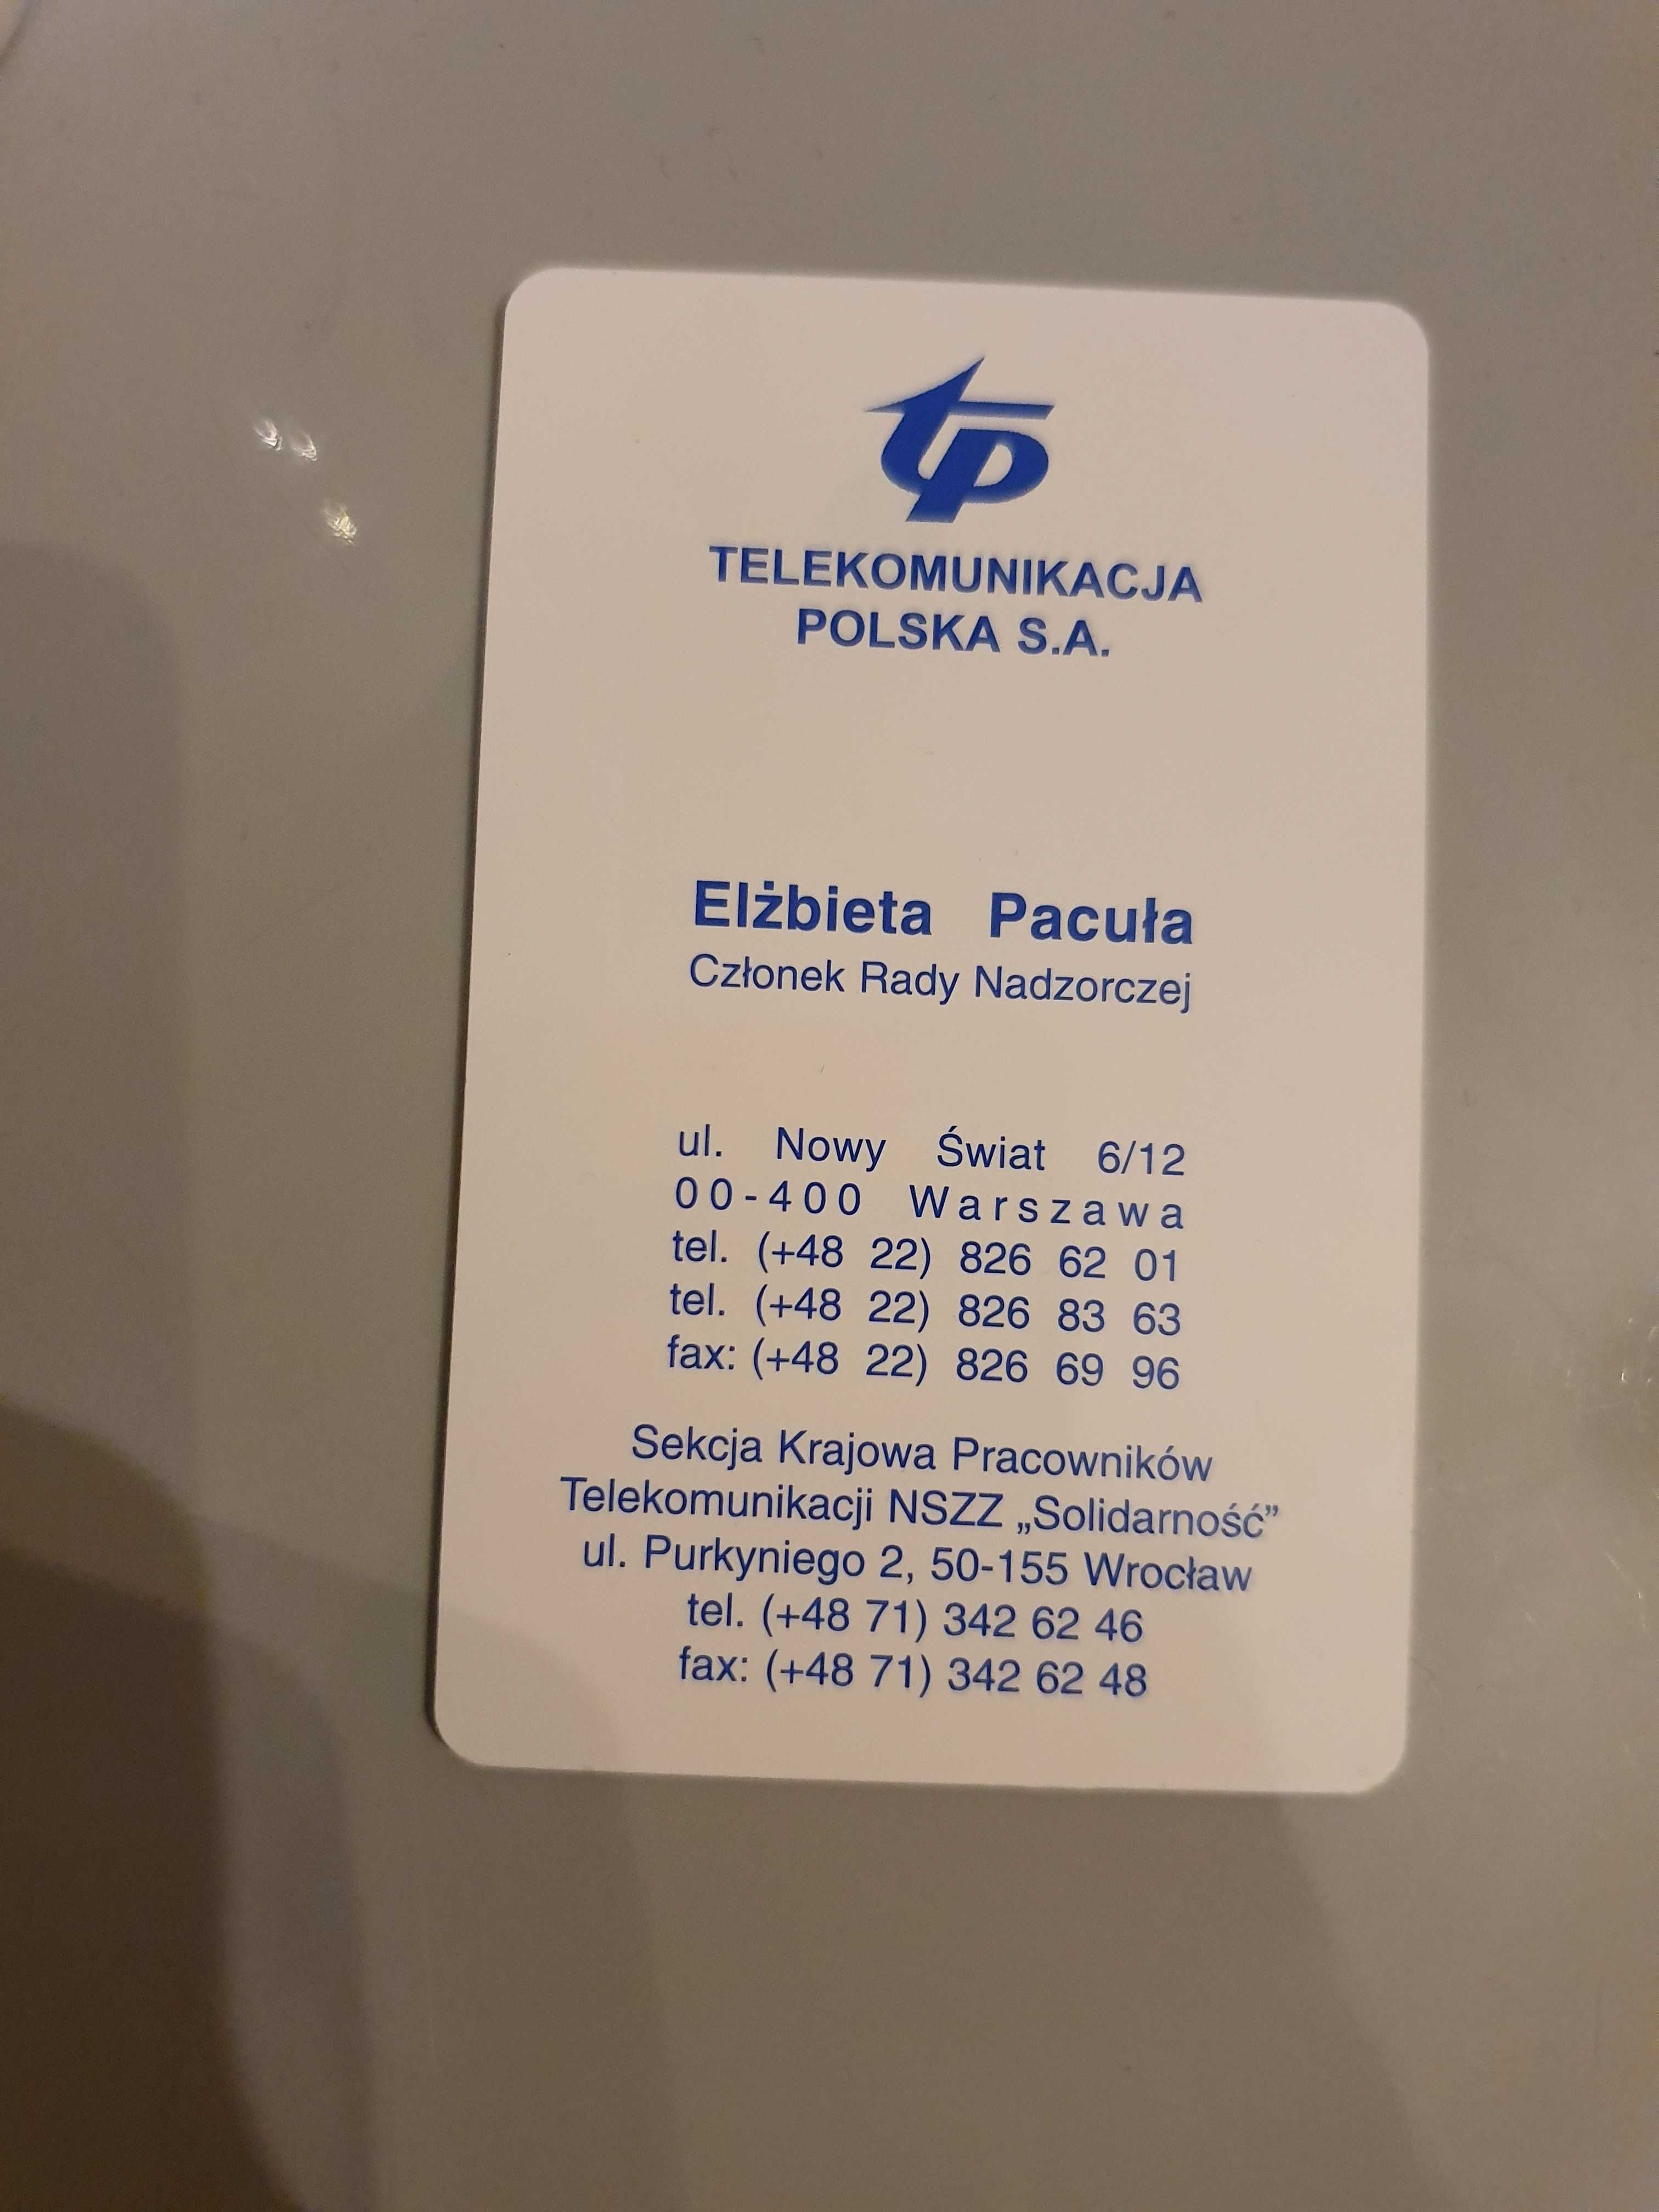 tp
TELEKOMUNIKACJA
POLSKA S.A.
Elżbieta Pacuła
Członek Rady Nadzorczej
ul. Nowy Świat 6/12
00-400 Warszawa
tel. (+48 22) 826 62 01
tel. (+48 22) 826 83 63
fax: (+48 22) 826 69 96
Sekcja Krajowa Pracowników
Telekomunikacji NSZZ „Solidarność”
ul. Purkyniego 2, 50-155 Wrocław
tel. (+48 71) 342 62 46
fax: (+48 71) 342 62 48